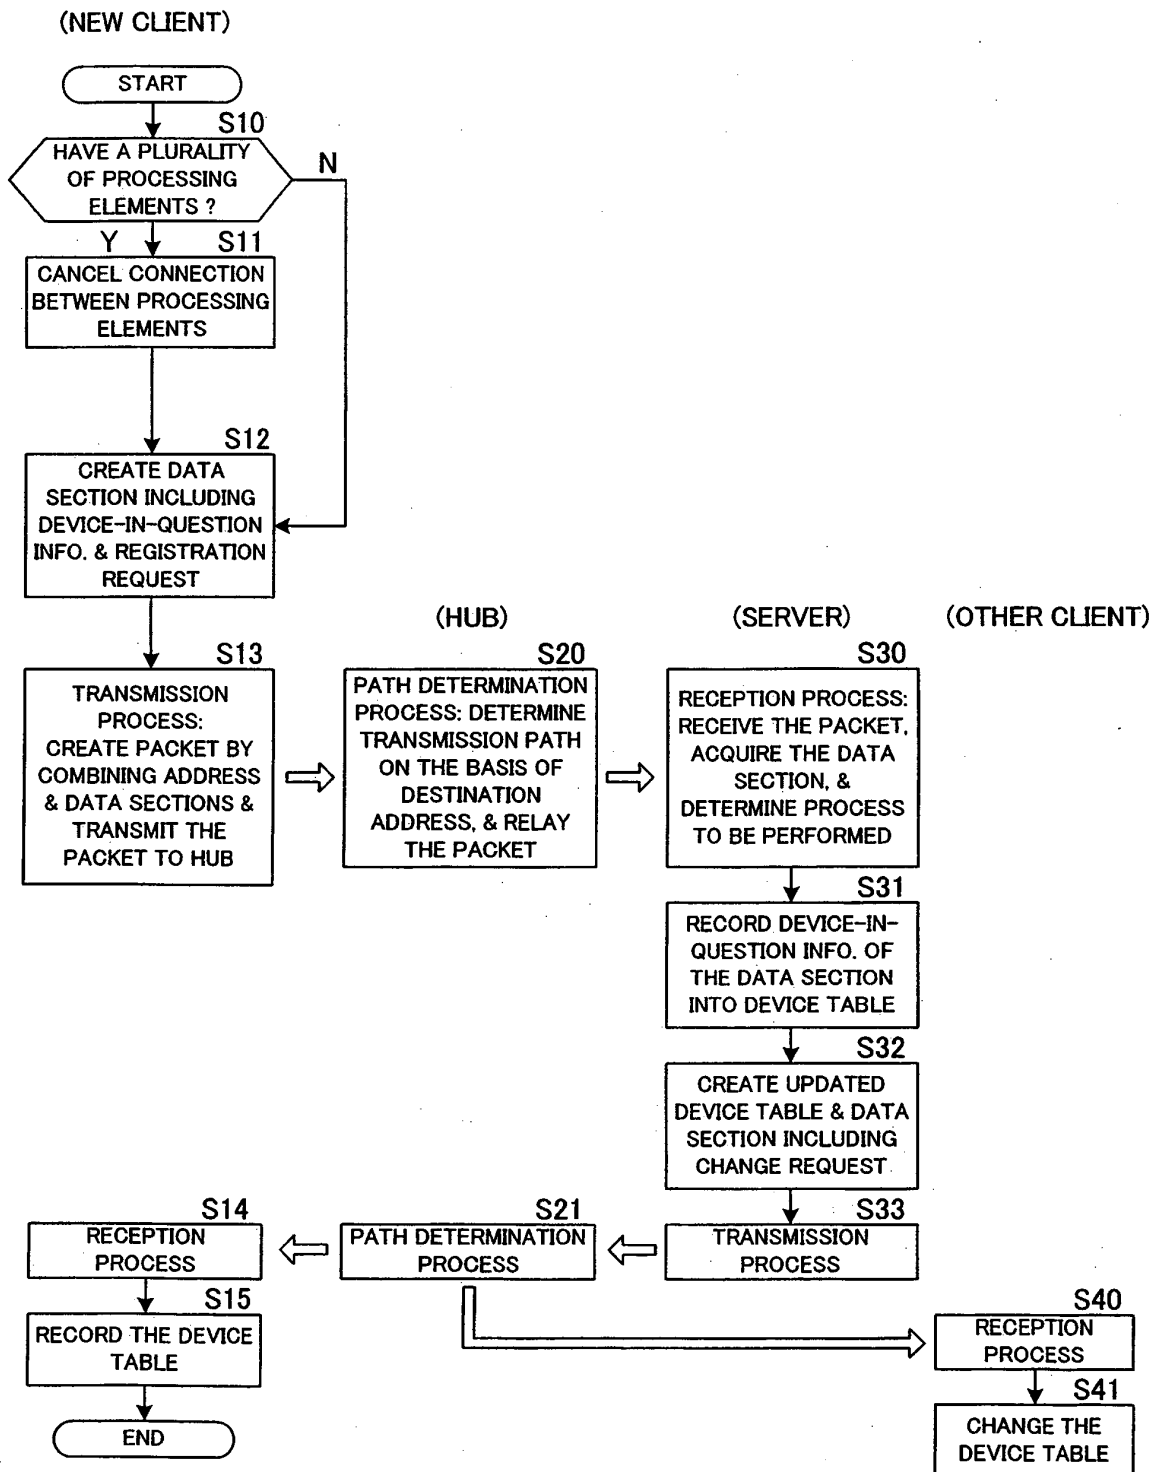 (NEW CLIENT)
START
S10
HAVE A PLURALITY
OF PROCESSING
ELEMENTS ?
N
Y
S11
CANCEL CONNECTION
BETWEEN PROCESSING
ELEMENTS
S12
CREATE DATA
SECTION INCLUDING
DEVICE-IN-QUESTION
INFO. & REGISTRATION
REQUEST
(HUB)
(SERVER)
(OTHER CLIENT)
S13
TRANSMISSION
PROCESS:
CREATE PACKET BY
COMBINING ADDRESS
& DATA SECTIONS &
TRANSMIT THE
PACKET TO HUB
S20
PATH DETERMINATION
PROCESS: DETERMINE
TRANSMISSION PATH
ON THE BASIS OF
DESTINATION
ADDRESS, & RELAY
THE PACKET
S30
RECEPTION PROCESS:
RECEIVE THE PACKET,
ACQUIRE THE DATA
SECTION, &
DETERMINE PROCESS
TO BE PERFORMED
S31
RECORD DEVICE-IN-
QUESTION INFO. OF
THE DATA SECTION
INTO DEVICE TABLE
S32
CREATE UPDATED
DEVICE TABLE & DATA
SECTION INCLUDING
CHANGE REQUEST
S33
TRANSMISSION
PROCESS
S21
PATH DETERMINATION
PROCESS
S14
RECEPTION
PROCESS
S15
RECORD THE DEVICE
TABLE
END
S40
RECEPTION
PROCESS
S41
CHANGE THE
DEVICE TABLE